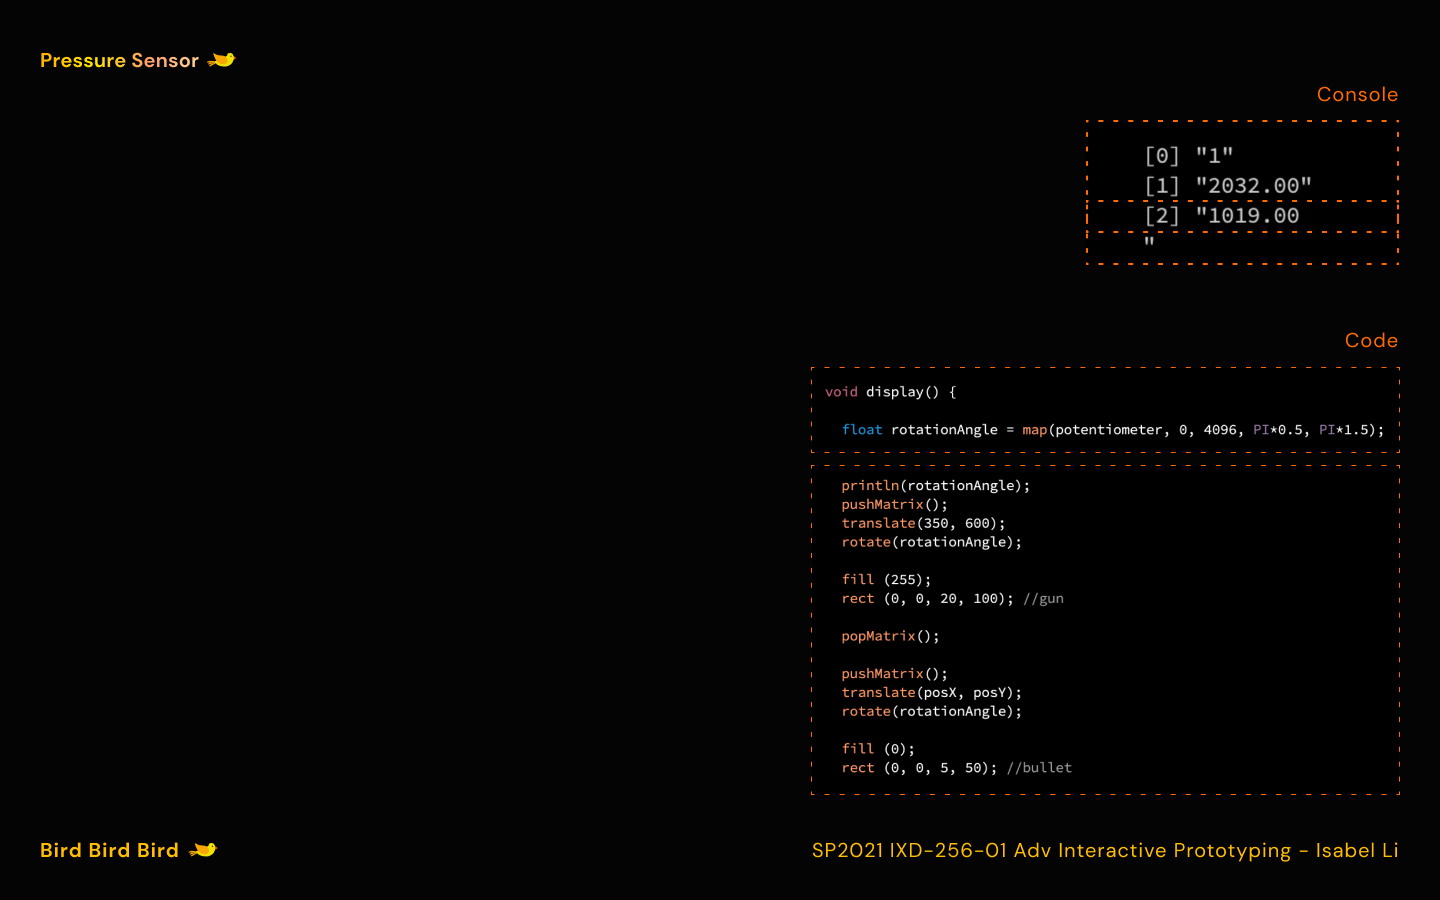 Pressure Sensor
Console
[0] "1"
[1] "2032.00"
[2] "1019.00
"
Code
void display() {
float rotationAngle = map(potentiometer, 0, 4096, PI*0.5, PI*1.5);
println(rotationAngle);
pushMatrix();
translate(350, 600);
rotate(rotationAngle);
fill (255);
rect (0, 0, 20, 100); //gun
popMatrix();
pushMatrix();
translate(posX, posY);
rotate(rotationAngle);
fill (0);
rect (0, 0, 5, 50); //bullet
Bird Bird Bird
SP2021 IXD-256-01 Adv Interactive Prototyping - Isabel Li